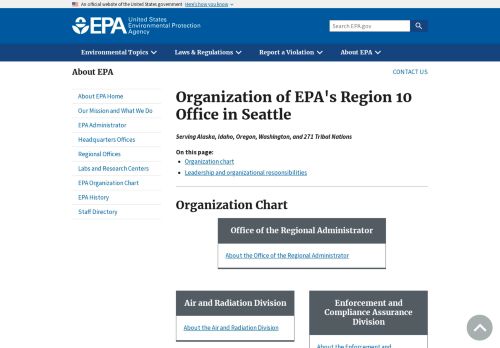 An official website of the United States government Here's how you know
EPA
United States
Environmental Protection
Agency
Search EPA.gov
Environmental Topics
Laws & Regulations
Report a Violation
About EPA
About EPA
CONTACT US
About EPA Home
Our Mission and What We Do
EPA Administrator
Headquarters Offices
Regional Offices
Labs and Research Centers
EPA Organization Chart
EPA History
Staff Directory
Organization of EPA's Region 10
Office in Seattle
Serving Alaska, Idaho, Oregon, Washington, and 271 Tribal Nations
On this page:
Organization chart
Leadership and organizational responsibilities
Organization Chart
Office of the Regional Administrator
About the Office of the Regional Administrator
Air and Radiation Division
About the Air and Radiation Division
Enforcement and
Compliance Assurance
Division
About the Enforcement and